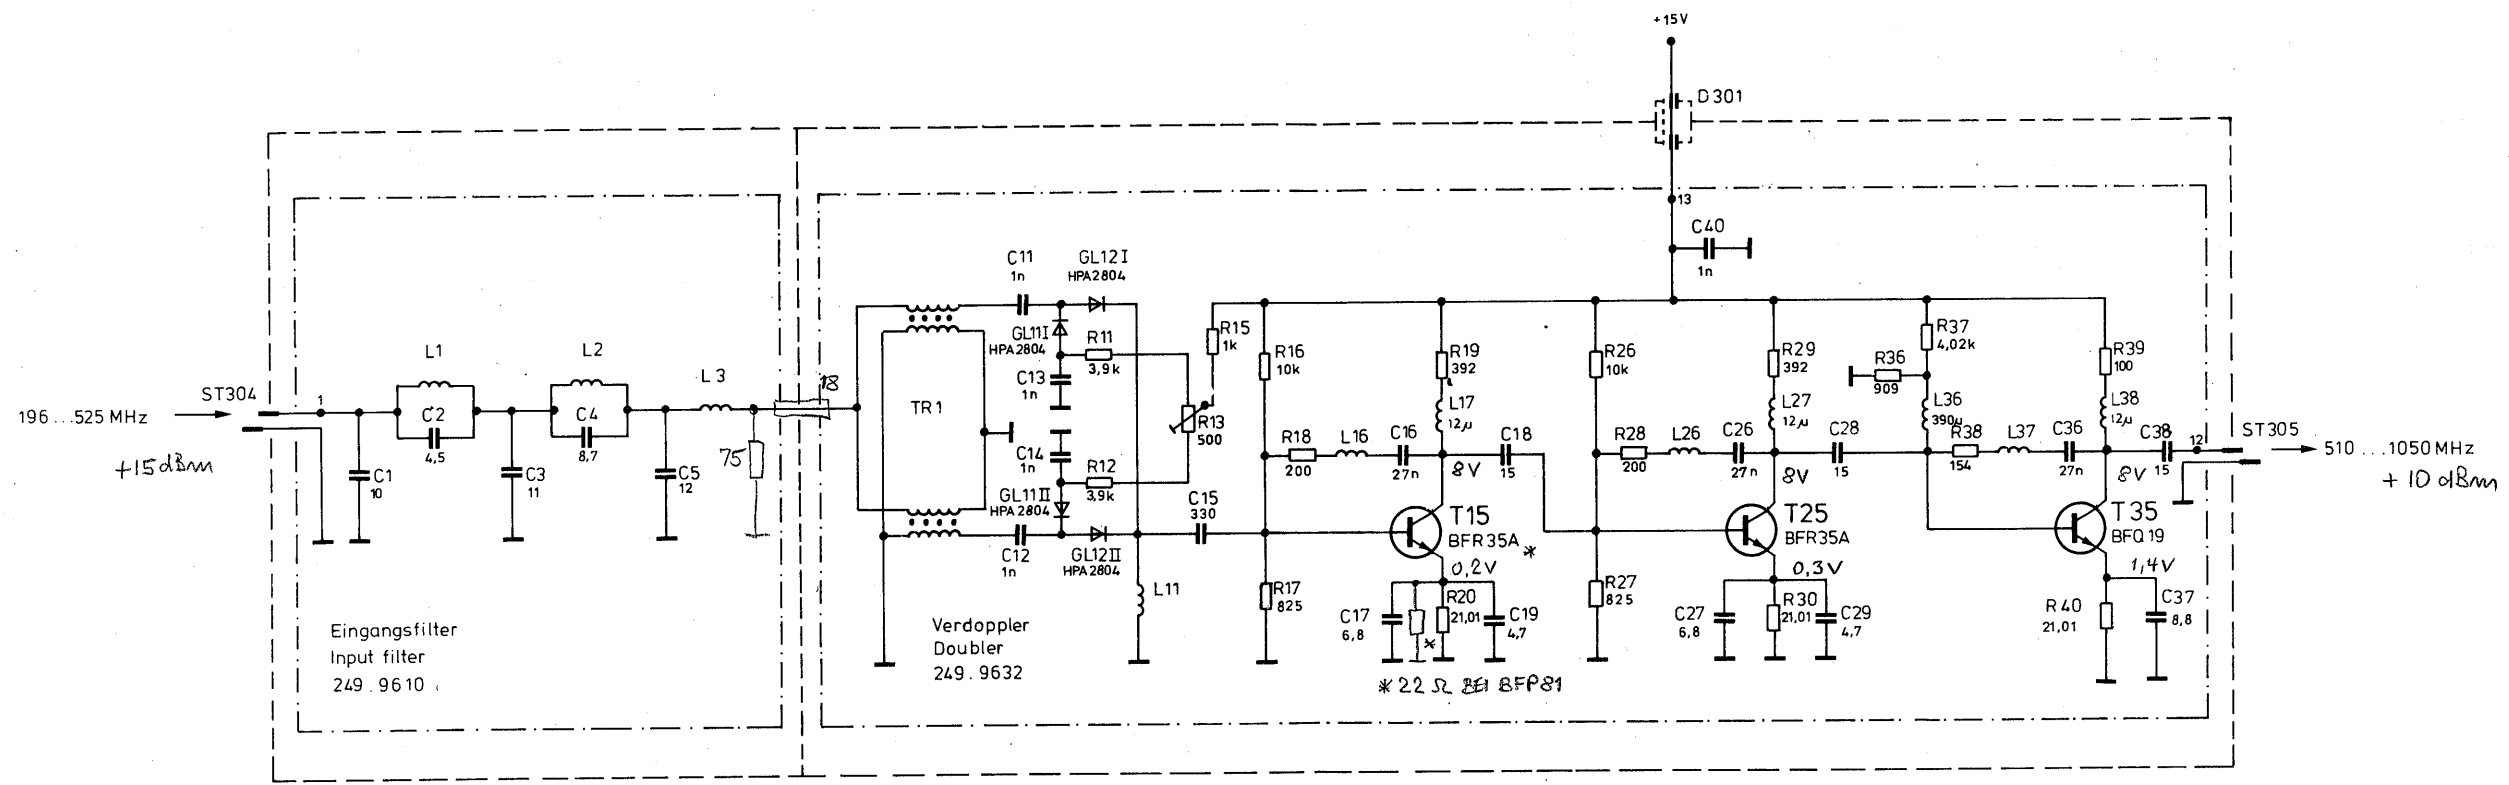 +15V
D301
13
C40
1n
C11
1n
GL12I
HPA2804
GL11I
HPA2804
R11
3,9k
C13
1n
R15
1k
R13
500
C14
1n
R12
3,9k
GL11II
HPA2804
C12
1n
GL12II
HPA2804
TR1
18
L11
C15
330
R16
10k
R17
825
R18
200
L16
C16
27n
R19
392
L17
12µ
8V
C18
15
T15
BFR35A *
0,2V
C17
6,8
*
R20
21,01
C19
4,7
* 22 Ω BEI BFP81
R26
10k
R27
825
R28
200
L26
C26
27n
R29
392
L27
12µ
8V
C28
15
T25
BFR35A
0,3V
C27
6,8
R30
21,01
C29
4,7
R37
4,02k
R36
909
L36
390µ
R38
154
L37
C36
27n
R39
100
L38
12µ
8V
C38
15
12
T35
BFQ19
1,4V
R40
21,01
C37
8,8
ST305
510...1050MHz
+10 dBm
ST304
196...525 MHz
+15 dBm
1
L1
C2
4,5
L2
C4
8,7
L3
C1
10
C3
11
C5
12
75
Eingangsfilter
Input filter
249.9610
Verdoppler
Doubler
249.9632